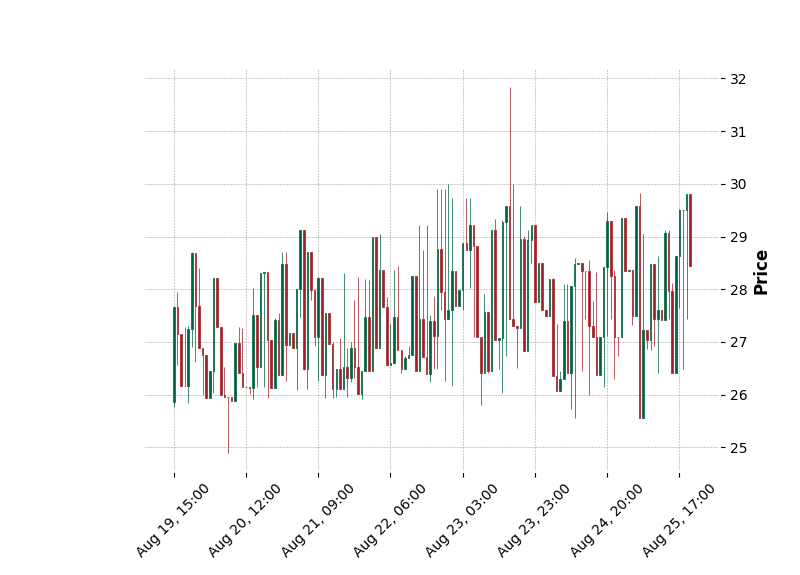 32
31
30
29
28
27
26
25
Price
Aug 19, 15:00
Aug 20, 12:00
Aug 21, 09:00
Aug 22, 06:00
Aug 23, 03:00
Aug 23, 23:00
Aug 24, 20:00
Aug 25, 17:00